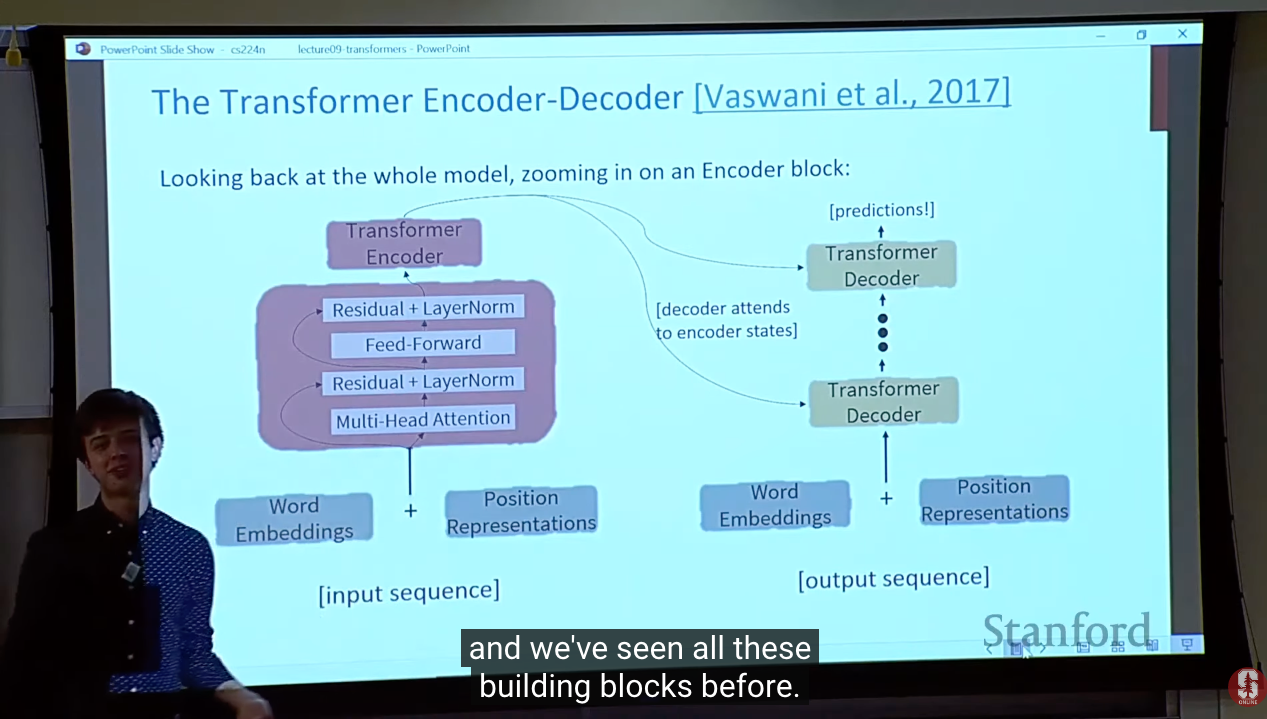 PowerPoint Slide Show - cs224n lecture09-transformers - PowerPoint
The Transformer Encoder-Decoder [Vaswani et al., 2017]
Looking back at the whole model, zooming in on an Encoder block:
Transformer
Encoder
Residual + LayerNorm
Feed-Forward
Residual + LayerNorm
Multi-Head Attention
Word
Embeddings
+
Position
Representations
[input sequence]
[decoder attends
to encoder states]
[predictions!]
Transformer
Decoder
Transformer
Decoder
Word
Embeddings
+
Position
Representations
[output sequence]
Stanford
and we've seen all these
building blocks before.
S
ONLINE